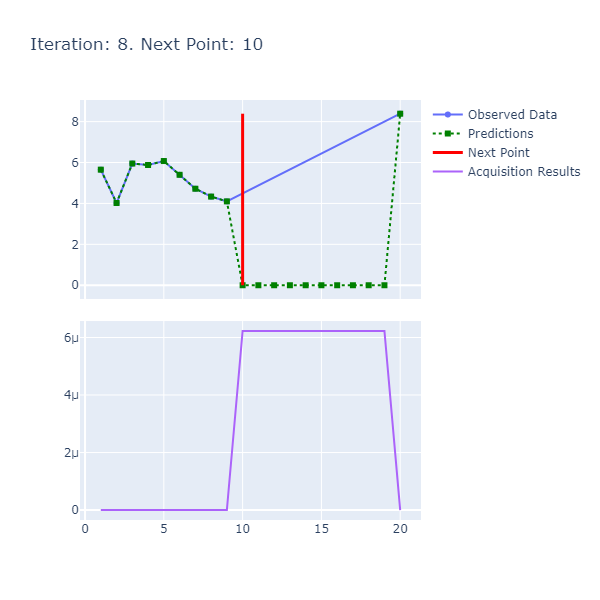 Iteration: 8. Next Point: 10
Observed Data
Predictions
Next Point
Acquisition Results
8
6
4
2
0
6μ
4μ
2μ
0
0
5
10
15
20